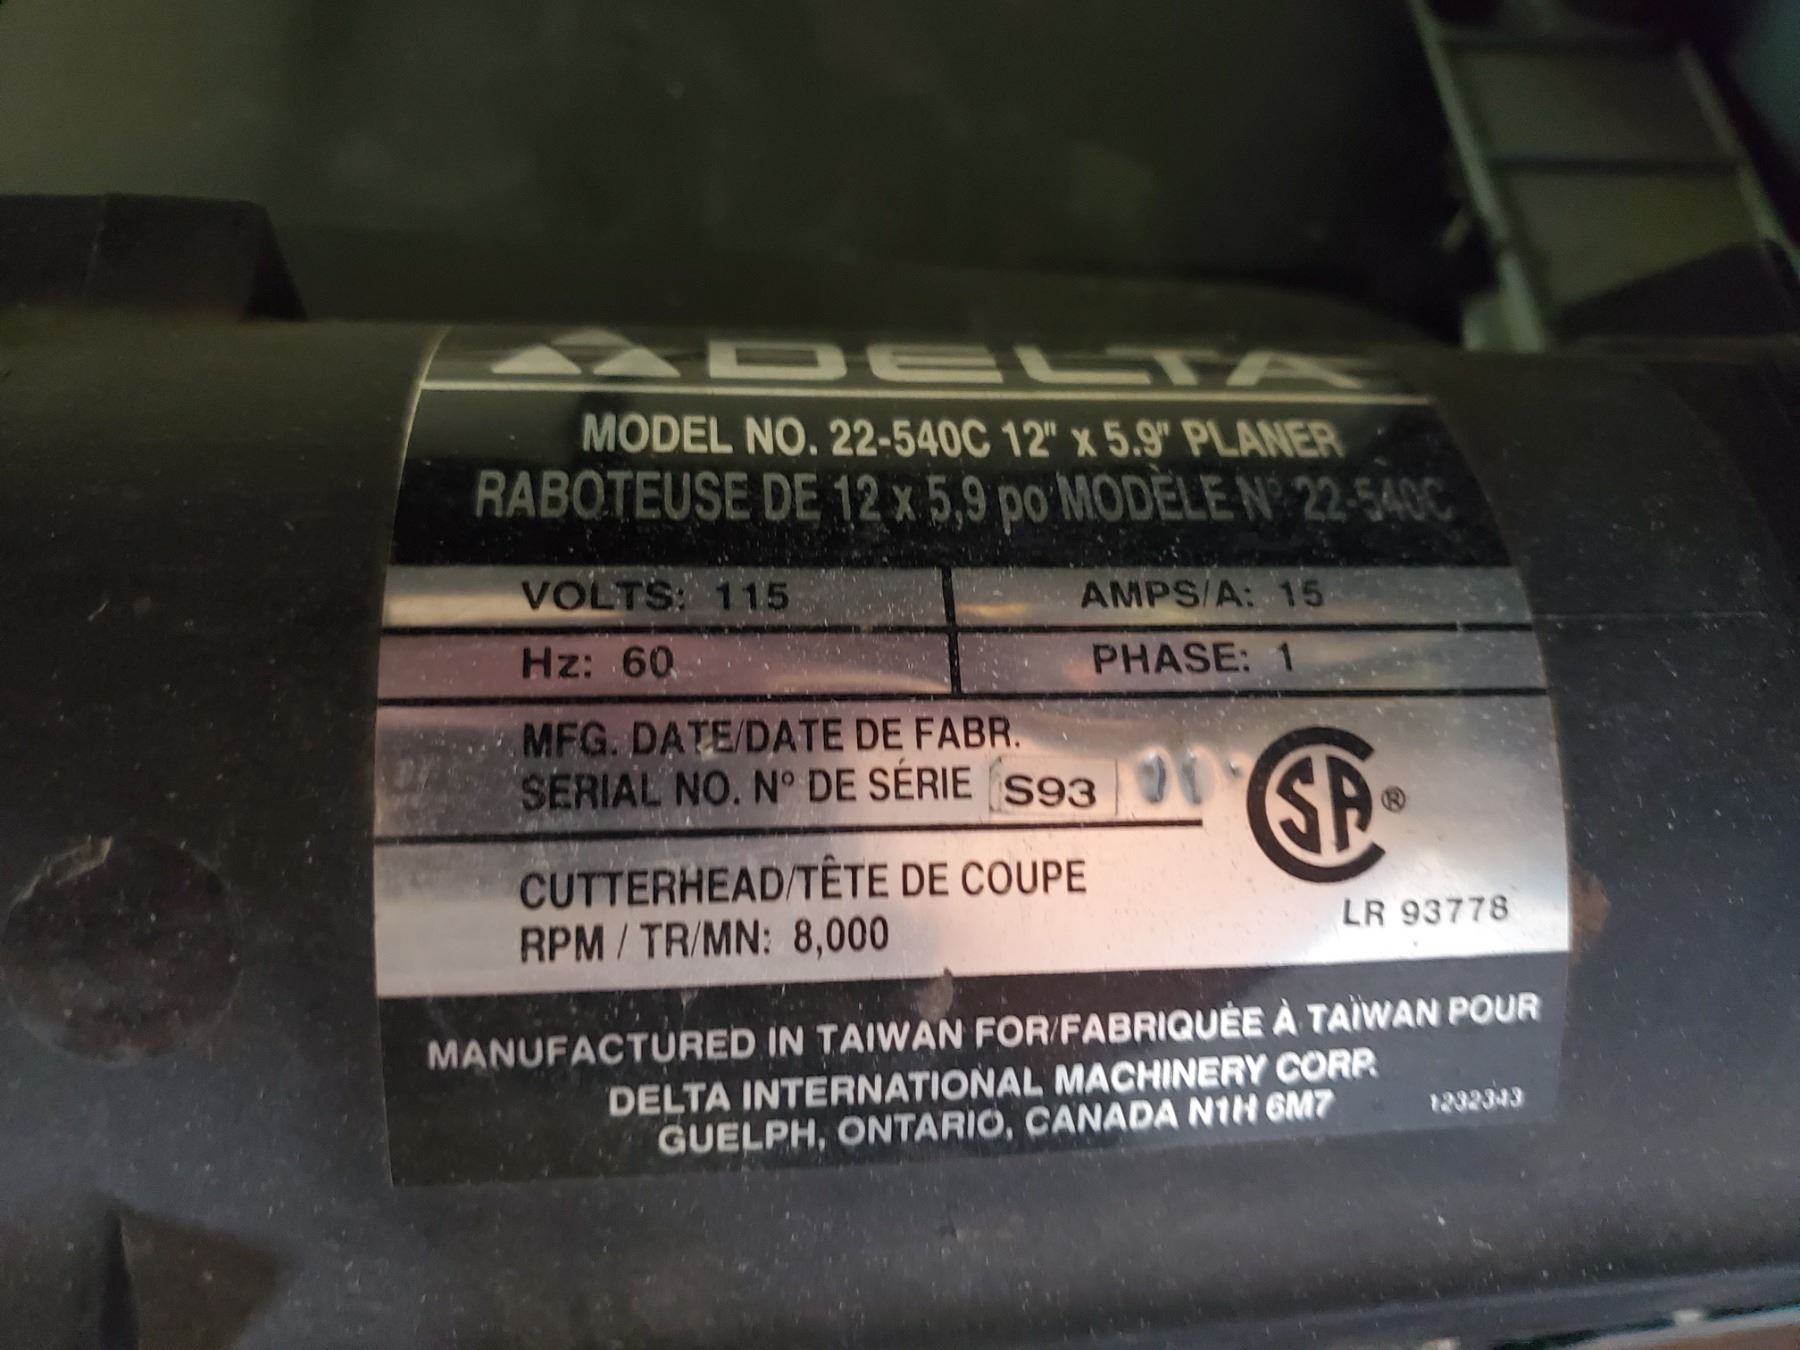 DELTA
MODEL NO. 22-540C 12" x 5.9" PLANER
RABOTEUSE DE 12 x 5,9 po MODÈLE Nº 22-540C
VOLTS: 115 AMPS/A: 15
Hz: 60 PHASE: 1
MFG. DATE/DATE DE FABR.
SERIAL NO. Nº DE SÉRIE S93
CSA ®
LR 93778
CUTTERHEAD/TÊTE DE COUPE
RPM / TR/MN: 8,000
MANUFACTURED IN TAIWAN FOR/FABRIQUÉE À TAÏWAN POUR
DELTA INTERNATIONAL MACHINERY CORP.
GUELPH, ONTARIO, CANADA N1H 6M7 1232343